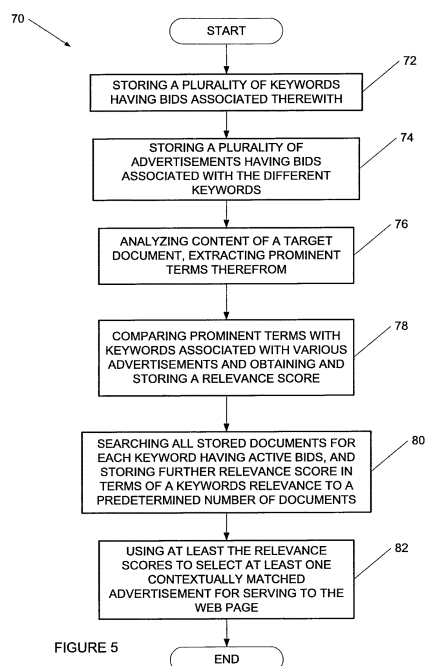 70
START
72
STORING A PLURALITY OF KEYWORDS
HAVING BIDS ASSOCIATED THEREWITH
74
STORING A PLURALITY OF
ADVERTISEMENTS HAVING BIDS
ASSOCIATED WITH THE DIFFERENT
KEYWORDS
76
ANALYZING CONTENT OF A TARGET
DOCUMENT, EXTRACTING PROMINENT
TERMS THEREFROM
78
COMPARING PROMINENT TERMS WITH
KEYWORDS ASSOCIATED WITH VARIOUS
ADVERTISEMENTS AND OBTAINING AND
STORING A RELEVANCE SCORE
80
SEARCHING ALL STORED DOCUMENTS FOR
EACH KEYWORD HAVING ACTIVE BIDS, AND
STORING FURTHER RELEVANCE SCORE IN
TERMS OF A KEYWORDS RELEVANCE TO A
PREDETERMINED NUMBER OF DOCUMENTS
82
USING AT LEAST THE RELEVANCE
SCORES TO SELECT AT LEAST ONE
CONTEXTUALLY MATCHED
ADVERTISEMENT FOR SERVING TO THE
WEB PAGE
FIGURE 5
END